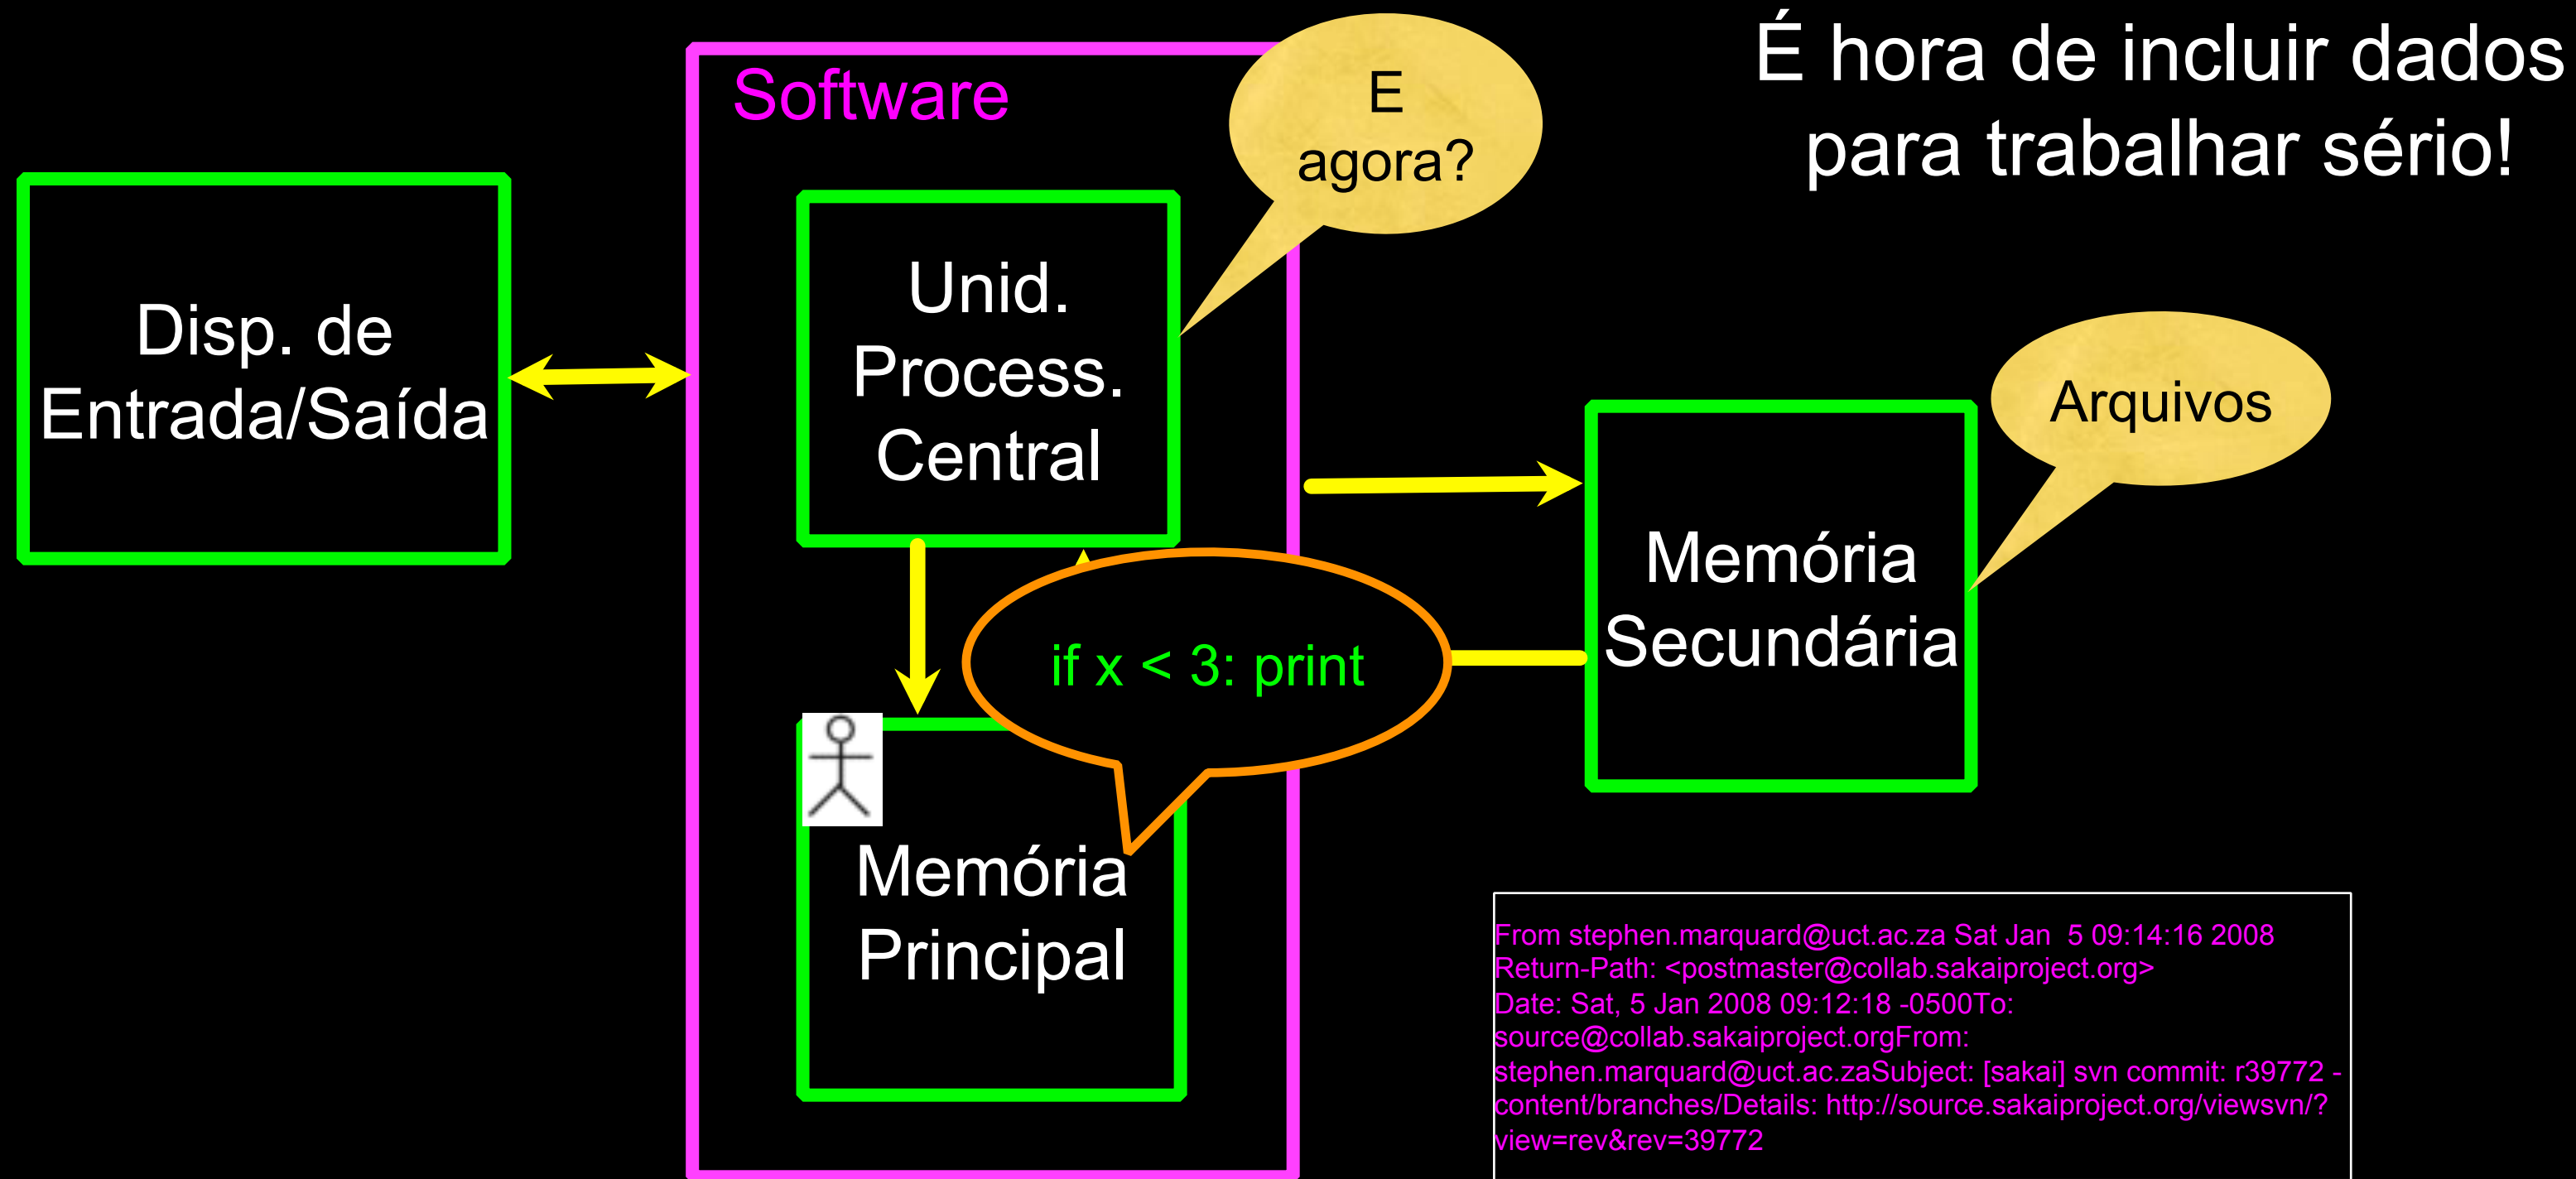 É hora de incluir dados
para trabalhar sério!
Software
E
agora?
Disp. de
Entrada/Saída
Unid.
Process.
Central
Arquivos
Memória
Secundária
if x < 3: print
Memória
Principal
From stephen.marquard@uct.ac.za Sat Jan  5 09:14:16 2008
Return-Path: <postmaster@collab.sakaiproject.org>
Date: Sat, 5 Jan 2008 09:12:18 -0500To:
source@collab.sakaiproject.orgFrom:
stephen.marquard@uct.ac.zaSubject: [sakai] svn commit: r39772 -
content/branches/Details: http://source.sakaiproject.org/viewsvn/?
view=rev&rev=39772